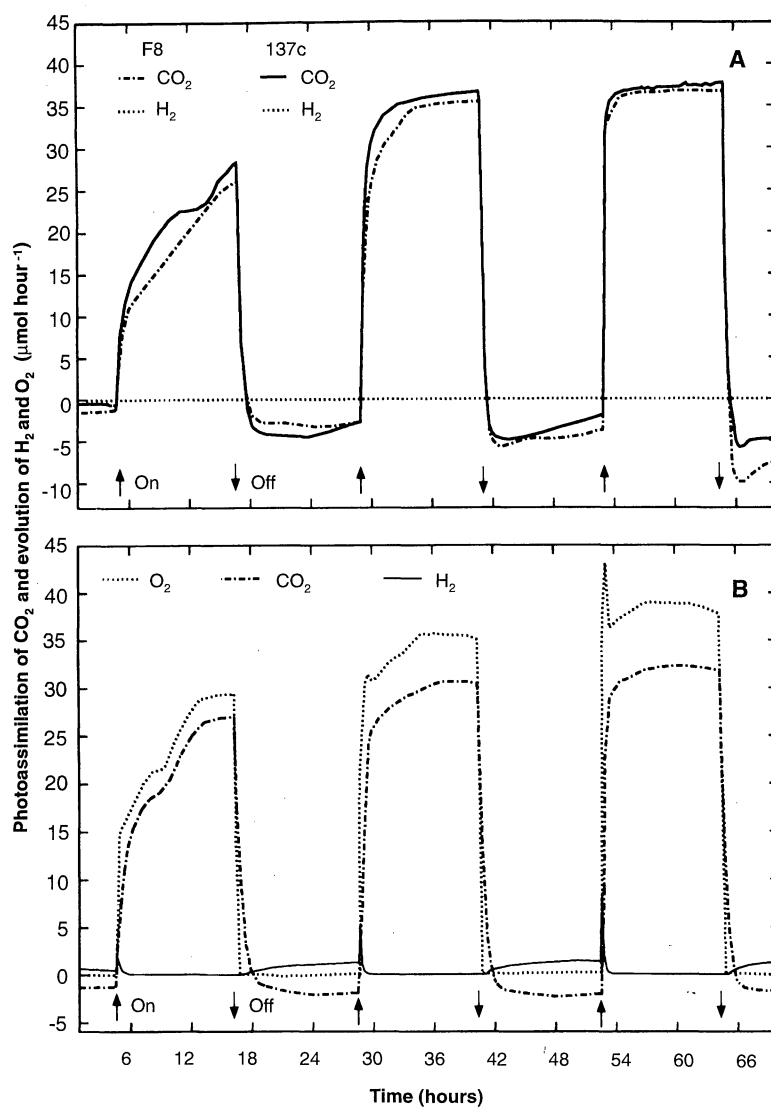 Photoassimilation of CO₂ and evolution of H₂ and O₂ (μmol hour⁻¹)
45
40
35
30
25
20
15
10
5
0
-5
-10
F8 137c
CO₂ CO₂
H₂ H₂
A
On Off
45
40
35
30
25
20
15
10
5
0
-5
O₂ CO₂ H₂
B
On Off
6 12 18 24 30 36 42 48 54 60 66
Time (hours)